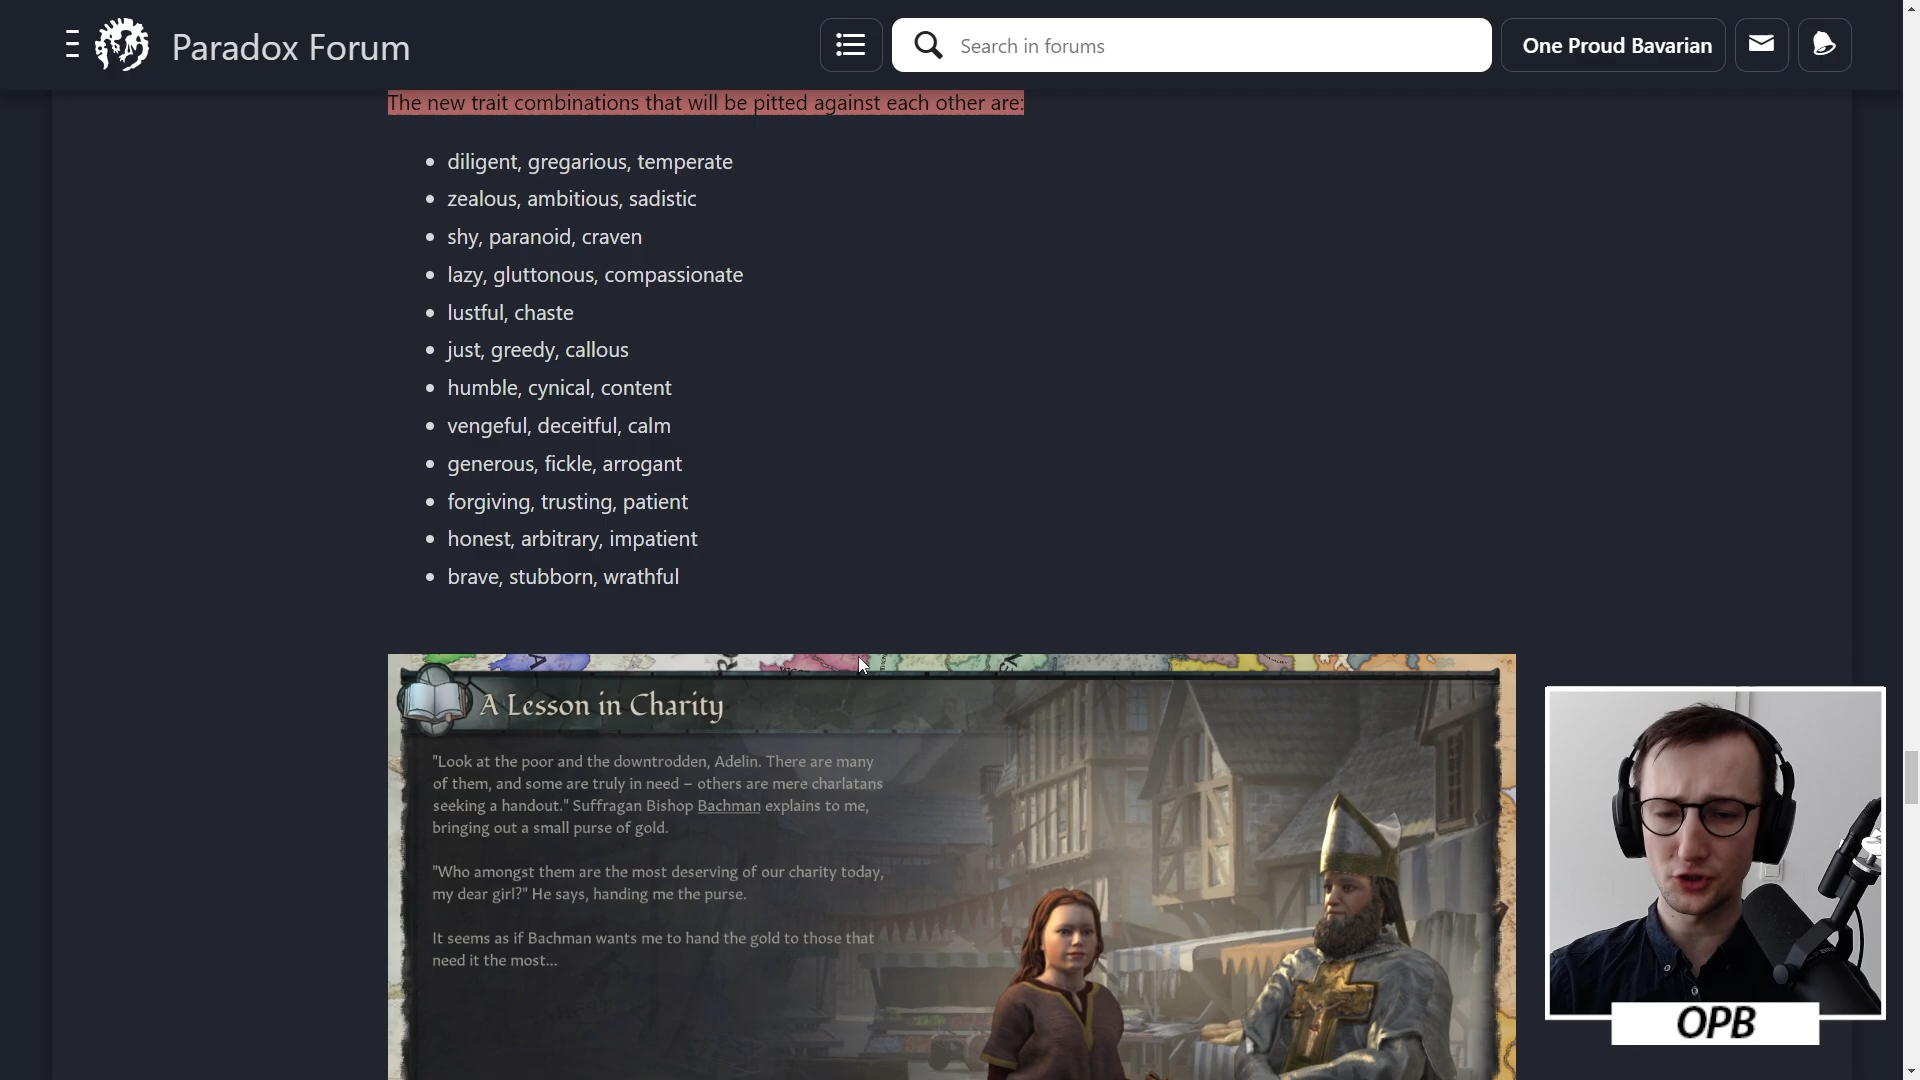 Paradox Forum
Search in forums
One Proud Bavarian
The new trait combinations that will be pitted against each other are:
diligent, gregarious, temperate
zealous, ambitious, sadistic
shy, paranoid, craven
lazy, gluttonous, compassionate
lustful, chaste
just, greedy, callous
humble, cynical, content
vengeful, deceitful, calm
generous, fickle, arrogant
forgiving, trusting, patient
honest, arbitrary, impatient
brave, stubborn, wrathful
A Lesson in Charity
"Look at the poor and the downtrodden, Adelin. There are many
of them, and some are truly in need – others are mere charlatans
seeking a handout." Suffragan Bishop Bachman explains to me,
bringing out a small purse of gold.
"Who amongst them are the most deserving of our charity today,
my dear girl?" He says, handing me the purse.
It seems as if Bachman wants me to hand the gold to those that
need it the most...
OPB